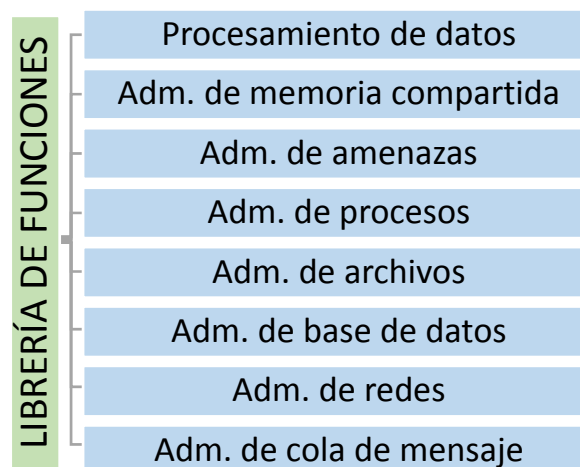 LIBRERÍA DE FUNCIONES
Procesamiento de datos
Adm. de memoria compartida
Adm. de amenazas
Adm. de procesos
Adm. de archivos
Adm. de base de datos
Adm. de redes
Adm. de cola de mensaje